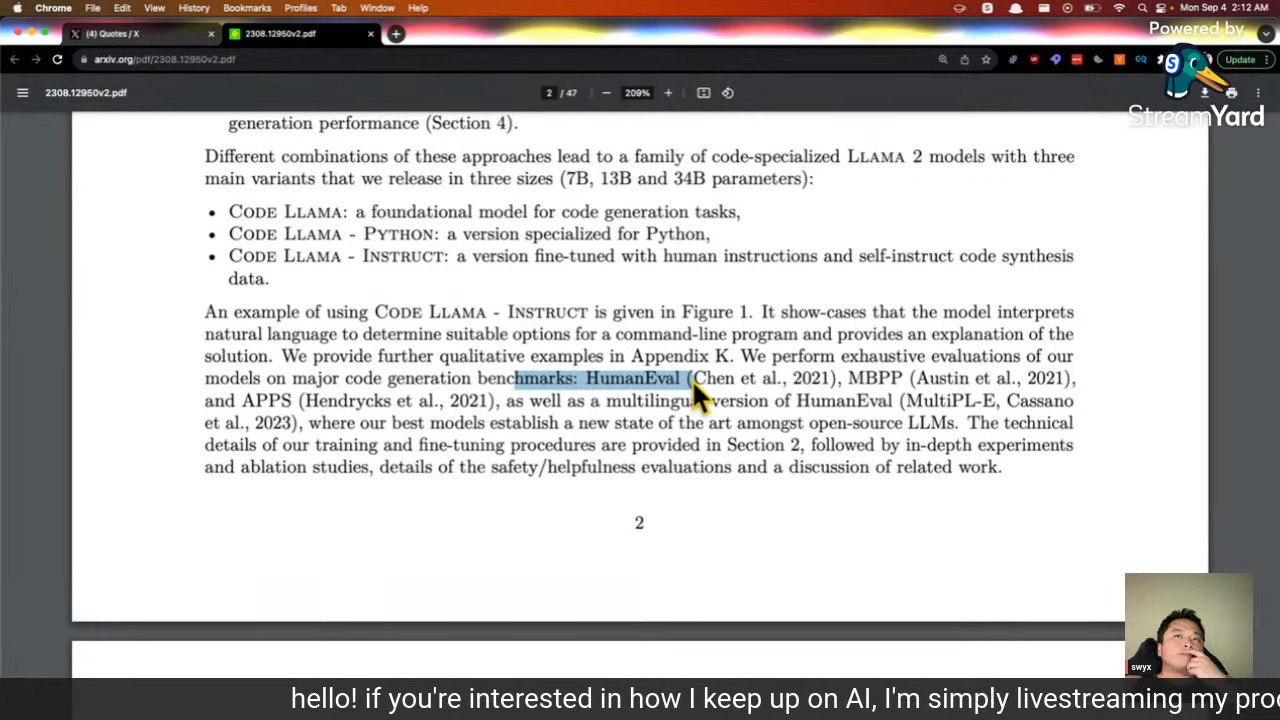 Chrome File Edit View History Bookmarks Profiles Tab Window Help
Mon Sep 4 2:12 AM
(4) Quotes / X
2308.12950v2.pdf
Powered by
arxiv.org/pdf/2308.12950v2.pdf
Update
2308.12950v2.pdf
2 / 47
209%
StreamYard
generation performance (Section 4).
Different combinations of these approaches lead to a family of code-specialized LLAMA 2 models with three
main variants that we release in three sizes (7B, 13B and 34B parameters):
• CODE LLAMA: a foundational model for code generation tasks,
• CODE LLAMA - PYTHON: a version specialized for Python,
• CODE LLAMA - INSTRUCT: a version fine-tuned with human instructions and self-instruct code synthesis
data.
An example of using CODE LLAMA - INSTRUCT is given in Figure 1. It show-cases that the model interprets
natural language to determine suitable options for a command-line program and provides an explanation of the
solution. We provide further qualitative examples in Appendix K. We perform exhaustive evaluations of our
models on major code generation benchmarks: HumanEval (Chen et al., 2021), MBPP (Austin et al., 2021),
and APPS (Hendrycks et al., 2021), as well as a multilingual version of HumanEval (MultiPL-E, Cassano
et al., 2023), where our best models establish a new state of the art amongst open-source LLMs. The technical
details of our training and fine-tuning procedures are provided in Section 2, followed by in-depth experiments
and ablation studies, details of the safety/helpfulness evaluations and a discussion of related work.
2
swyx
hello! if you're interested in how I keep up on AI, I'm simply livestreaming my pro